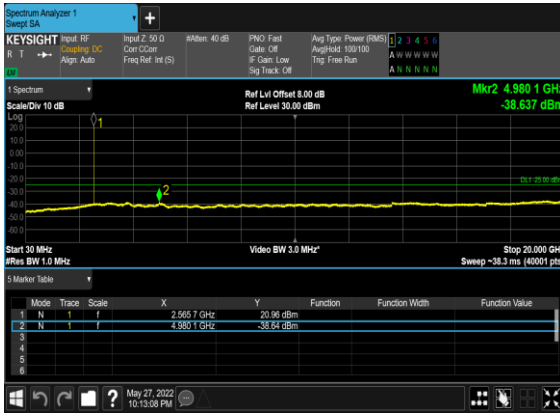 Spectrum Analyzer 1
Swept SA
KEYSIGHT Input: RF Input Z: 50 Ω #Atten: 40 dB PNO: Fast Avg Type: Power (RMS) 1 2 3 4 5 6
R T Coupling: DC Corr CCorr Gate: Off Avg|Hold: 100/100 A W W W W W
Align: Auto Freq Ref: Int (S) IF Gain: Low Trig: Free Run
Sig Track: Off A N N N N N
1 Spectrum Ref Lvl Offset 8.00 dB Mkr2 4.980 1 GHz
Scale/Div 10 dB Ref Level 30.00 dBm -38.637 dBm
Log
20.0
10.0
0.00
-10.0
-20.0
DL1 -25.00 dBm
-30.0
-40.0
-50.0
-60.0
1
2
Start 30 MHz Video BW 3.0 MHz* Stop 20.000 GHz
#Res BW 1.0 MHz Sweep ~38.3 ms (40001 pts)
5 Marker Table
Mode Trace Scale X Y Function Function Width Function Value
1 N 1 f 2.565 7 GHz 20.96 dBm
2 N 1 f 4.980 1 GHz -38.64 dBm
3
4
5
6
? May 27, 2022
10:13:08 PM